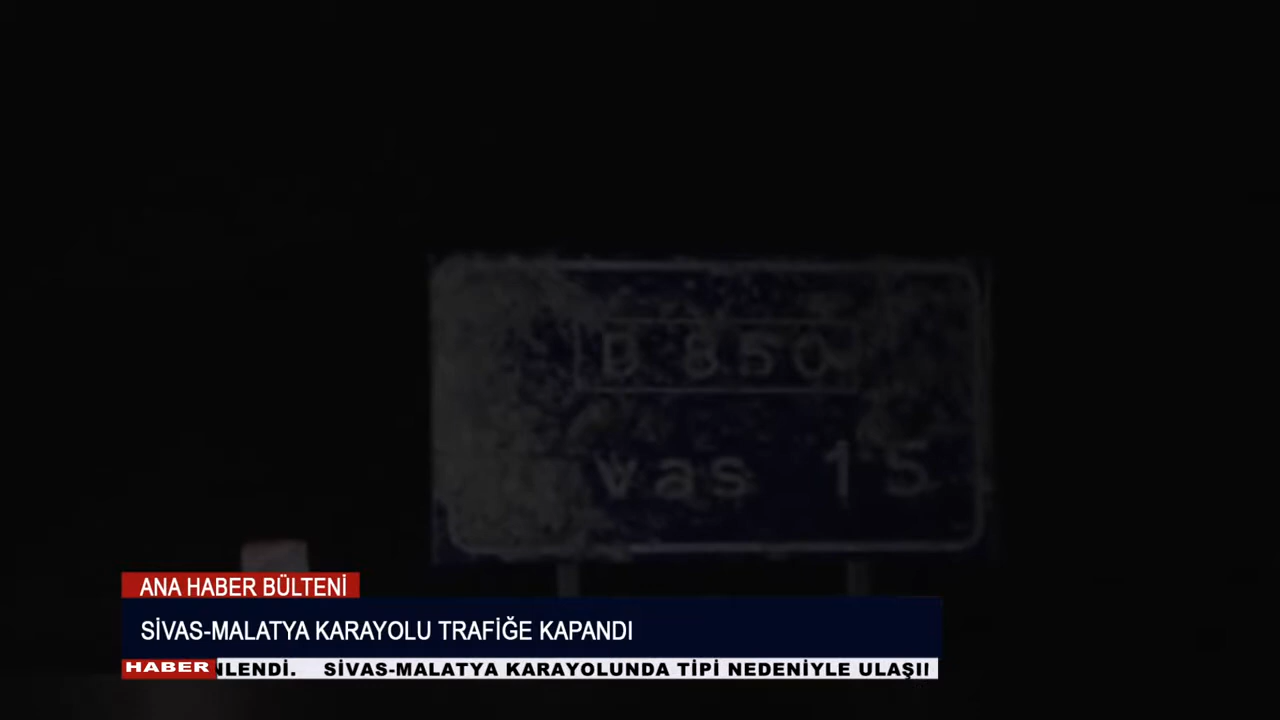 D 850
vas 15
ANA HABER BÜLTENİ
SİVAS-MALATYA KARAYOLU TRAFİĞE KAPANDI
HABER NLENDİ. SİVAS-MALATYA KARAYOLUNDA TİPİ NEDENİYLE